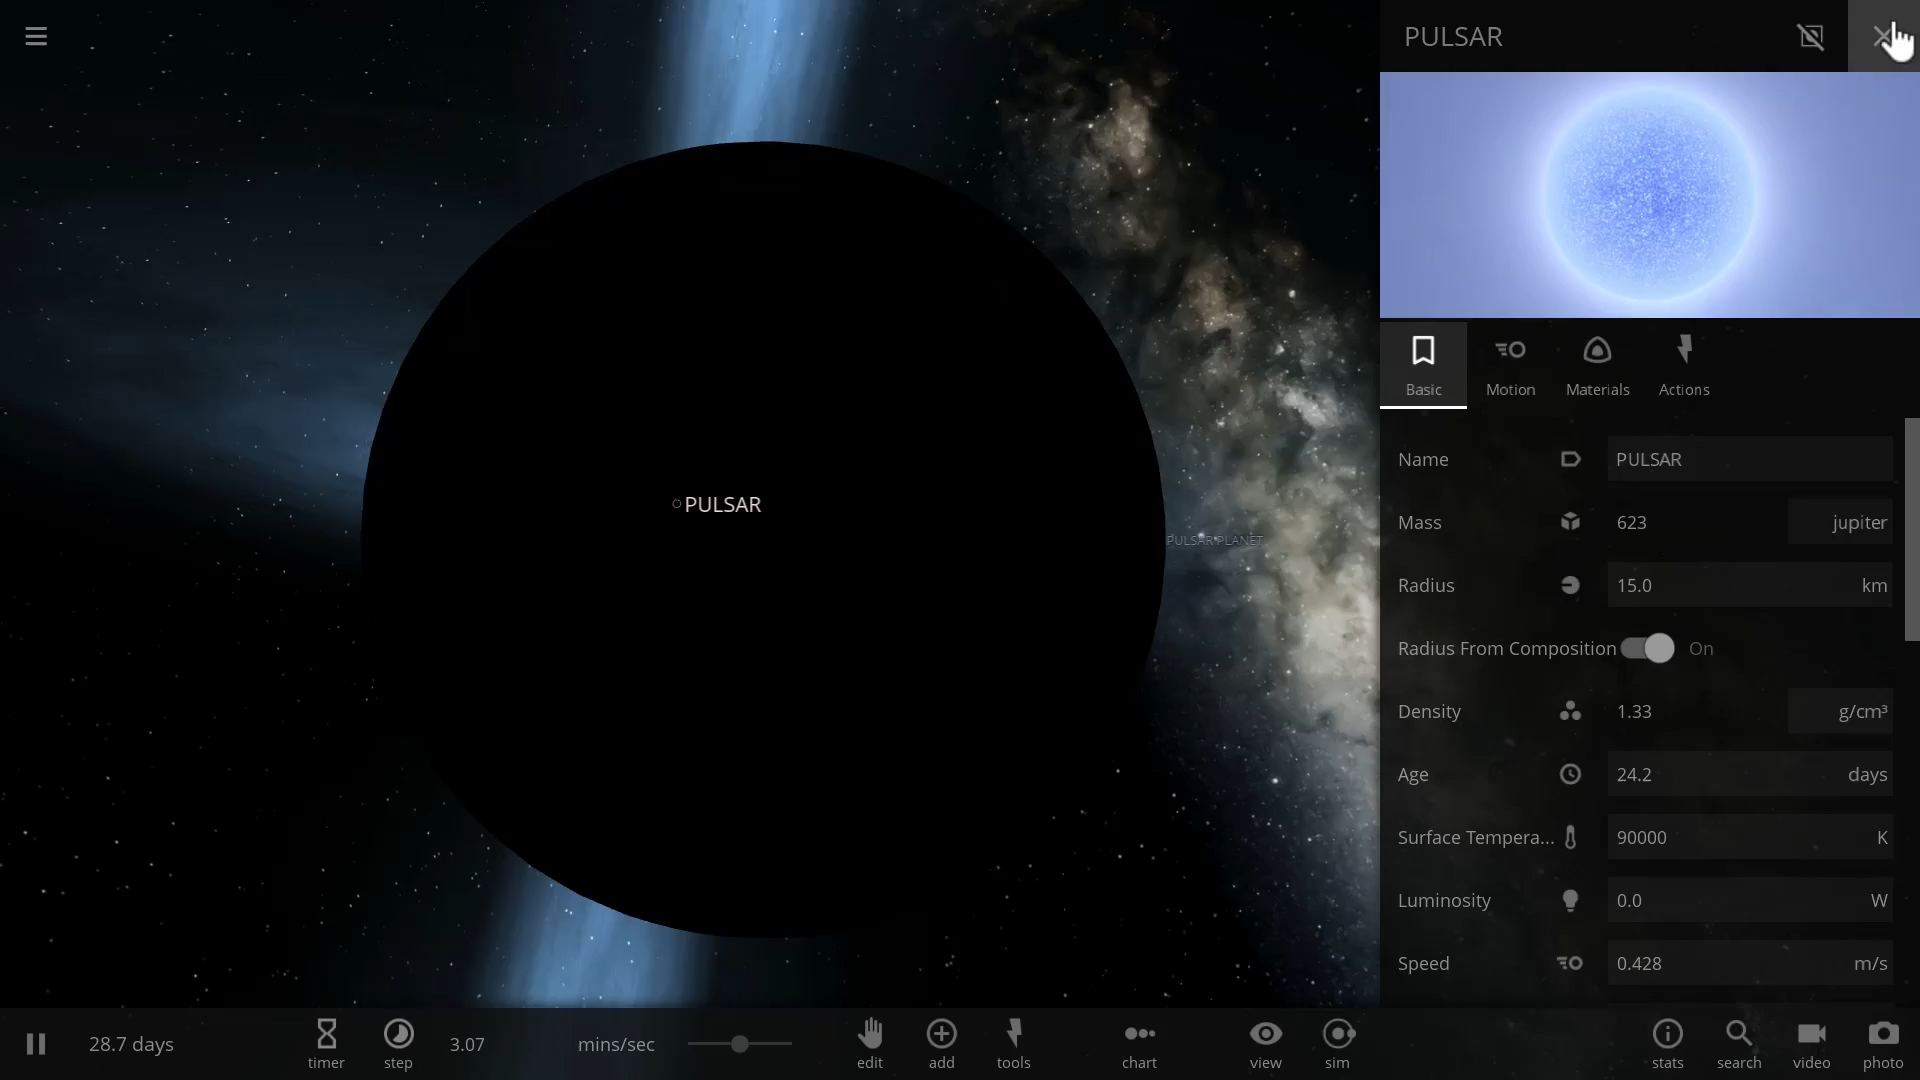 PULSAR
Basic
Motion
Materials
Actions
Name
PULSAR
Mass
623
jupiter
Radius
15.0
km
Radius From Composition
On
Density
1.33
g/cm³
Age
24.2
days
Surface Tempera...
90000
K
Luminosity
0.0
W
Speed
0.428
m/s
PULSAR
PULSAR PLANET
28.7 days
timer
step
3.07
mins/sec
edit
add
tools
chart
view
sim
stats
search
video
photo